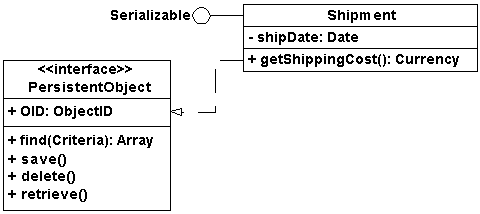 Serializable
Shipment
- shipDate: Date
+ getShippingCost(): Currency
<<interface>>
PersistentObject
+ OID: ObjectID
+ find(Criteria): Array
+ save()
+ delete()
+ retrieve()